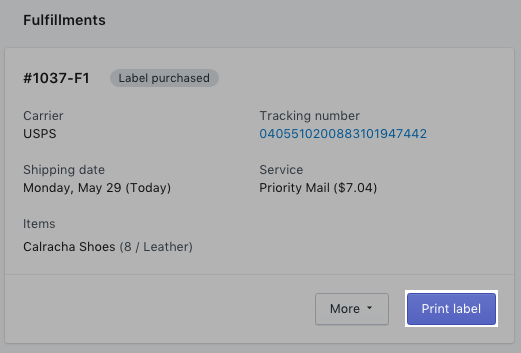 Fulfillments
#1037-F1 Label purchased
Carrier
USPS
Tracking number
0405510200883101947442
Shipping date
Monday, May 29 (Today)
Service
Priority Mail ($7.04)
Items
Calracha Shoes (8 / Leather)
More
Print label